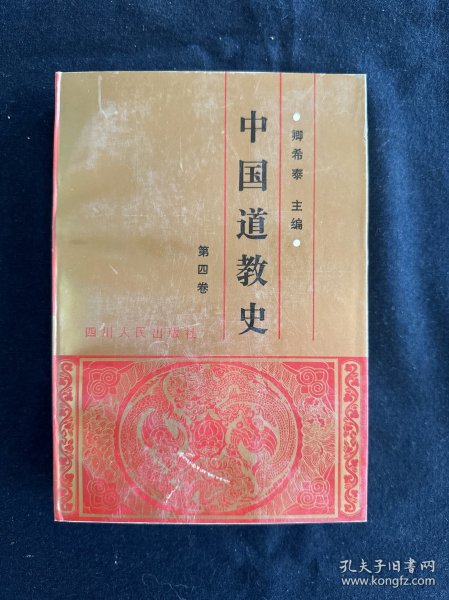 卿希泰 主编
中国道教史
第四卷
四川人民出版社
孔夫子旧书网
www.kongfz.com